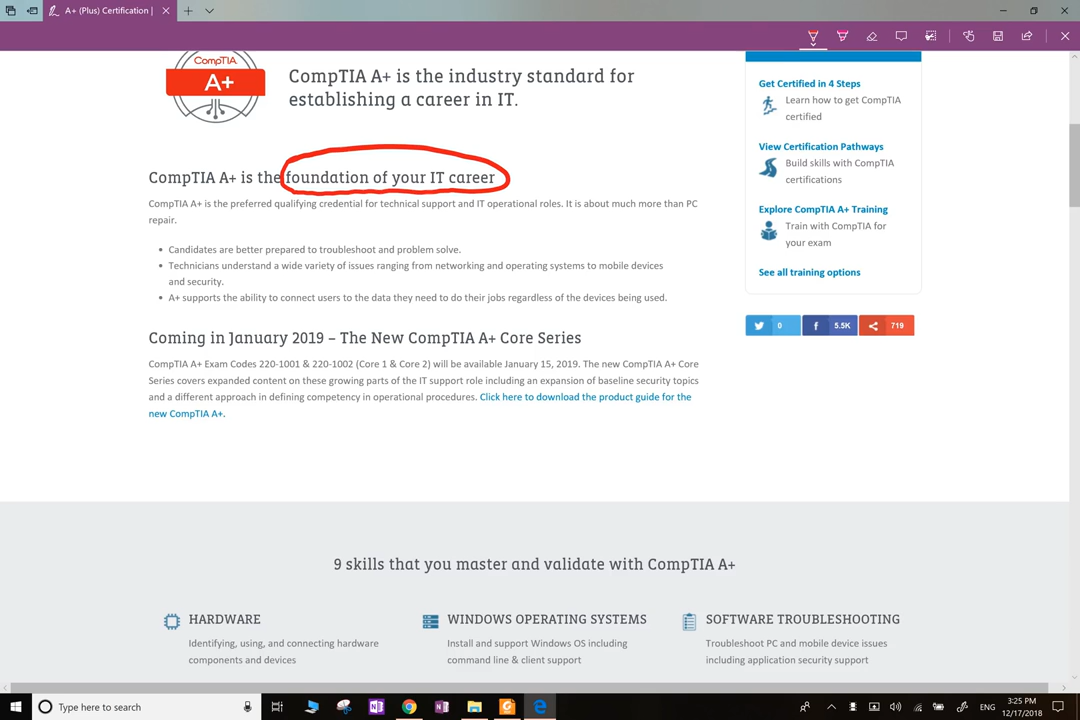 A+ (Plus) Certification |
CompTIA
A+
CompTIA A+ is the industry standard for
establishing a career in IT.
CompTIA A+ is the foundation of your IT career
CompTIA A+ is the preferred qualifying credential for technical support and IT operational roles. It is about much more than PC
repair.
• Candidates are better prepared to troubleshoot and problem solve.
• Technicians understand a wide variety of issues ranging from networking and operating systems to mobile devices
and security.
• A+ supports the ability to connect users to the data they need to do their jobs regardless of the devices being used.
Coming in January 2019 – The New CompTIA A+ Core Series
CompTIA A+ Exam Codes 220-1001 & 220-1002 (Core 1 & Core 2) will be available January 15, 2019. The new CompTIA A+ Core
Series covers expanded content on these growing parts of the IT support role including an expansion of baseline security topics
and a different approach in defining competency in operational procedures. Click here to download the product guide for the
new CompTIA A+.
Get Certified in 4 Steps
Learn how to get CompTIA
certified
View Certification Pathways
Build skills with CompTIA
certifications
Explore CompTIA A+ Training
Train with CompTIA for
your exam
See all training options
0
5.5K
719
9 skills that you master and validate with CompTIA A+
HARDWARE
Identifying, using, and connecting hardware
components and devices
WINDOWS OPERATING SYSTEMS
Install and support Windows OS including
command line & client support
SOFTWARE TROUBLESHOOTING
Troubleshoot PC and mobile device issues
including application security support
Type here to search
ENG
3:25 PM
12/17/2018